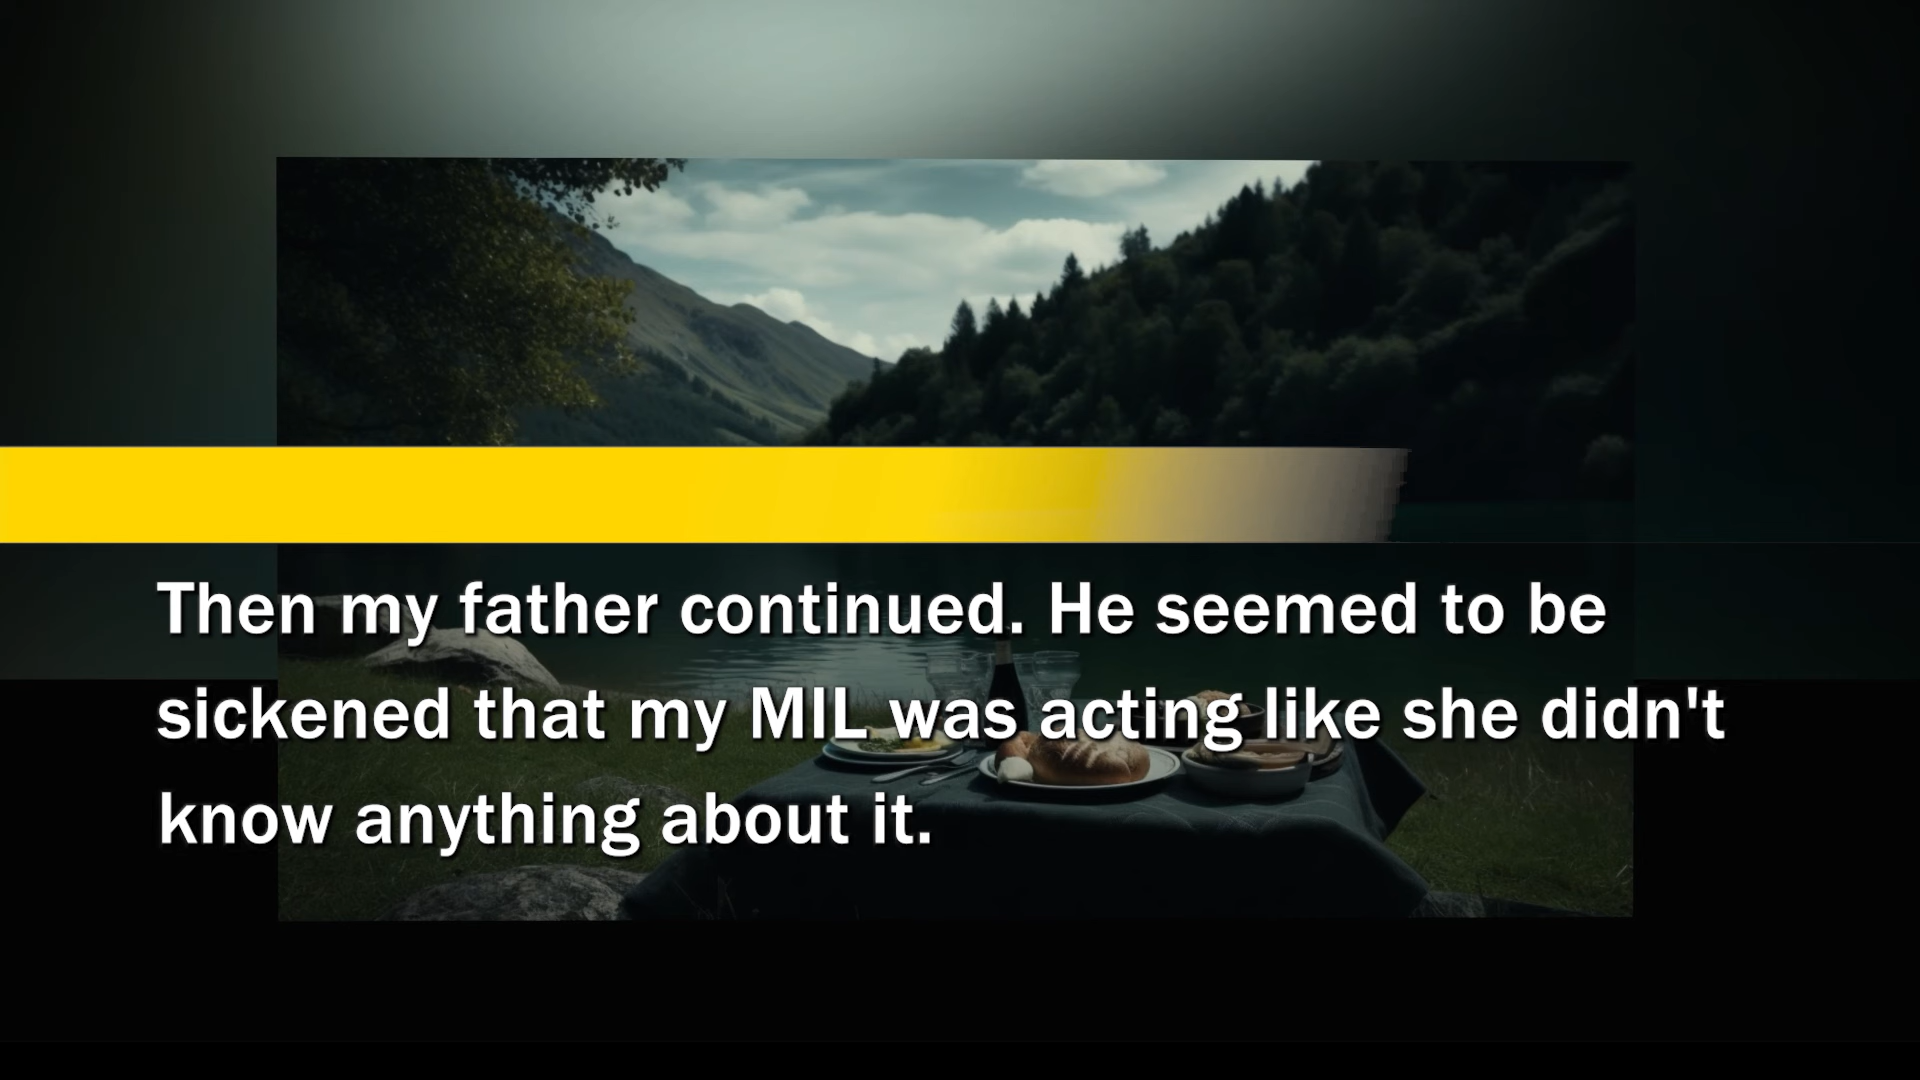 Then my father continued. He seemed to be
sickened that my MIL was acting like she didn't
know anything about it.